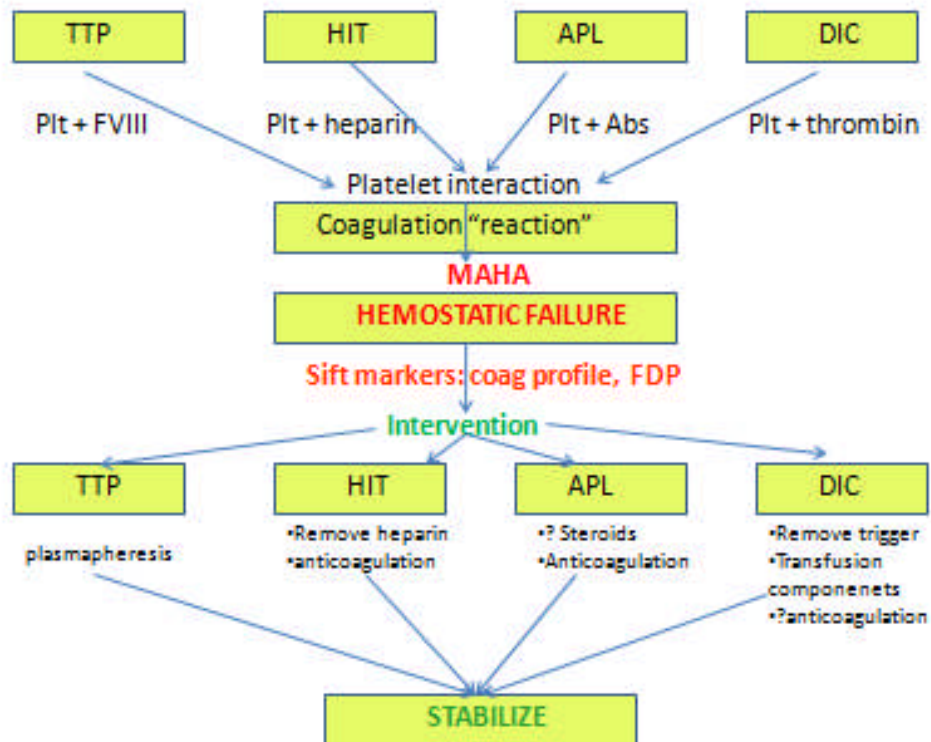 TTP HIT APL DIC
Plt + FVIII Plt + heparin Plt + Abs Plt + thrombin
Platelet interaction
Coagulation “reaction”
MAHA
HEMOSTATIC FAILURE
Sift markers: coag profile, FDP
Intervention
TTP HIT APL DIC
plasmapheresis
•Remove heparin
•anticoagulation
•? Steroids
•Anticoagulation
•Remove trigger
•Transfusion
componenets
•?anticoagulation
STABILIZE